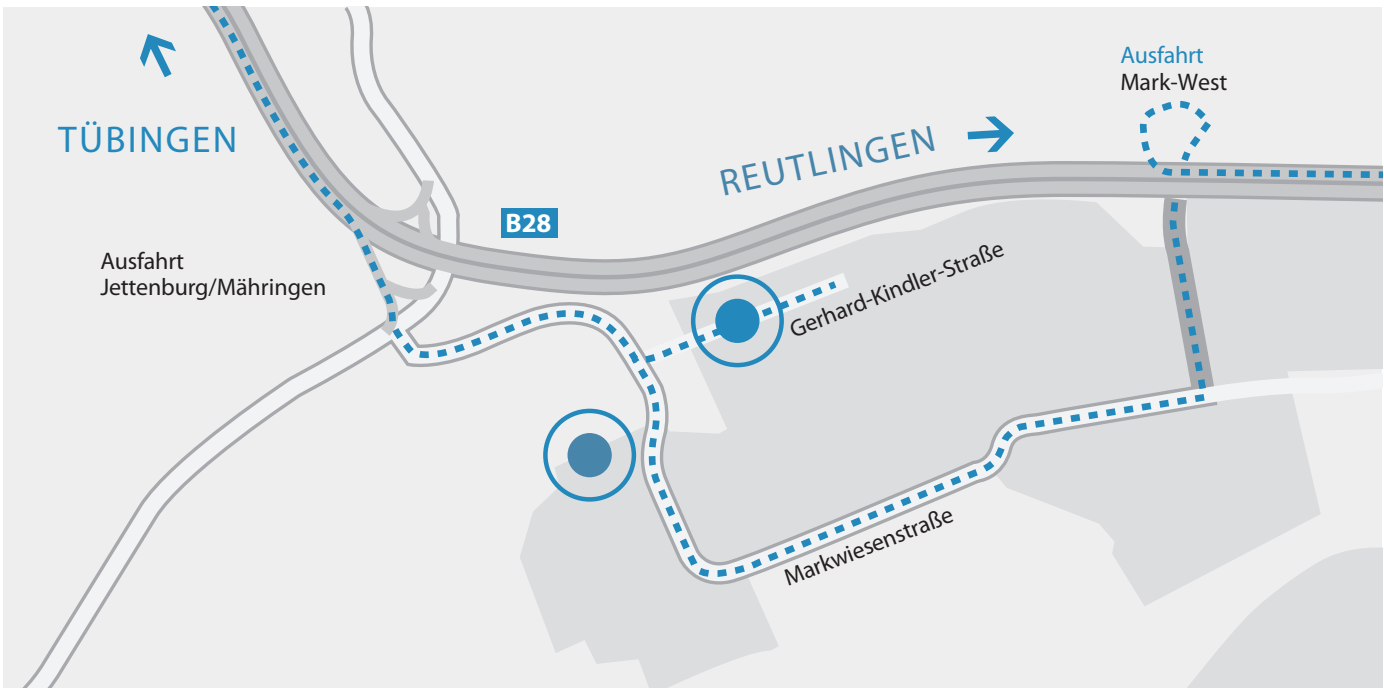 Ausfahrt
Mark-West
TÜBINGEN
REUTLINGEN
B28
Ausfahrt
Jettenburg/Mähringen
Gerhard-Kindler-Straße
Markwiesenstraße